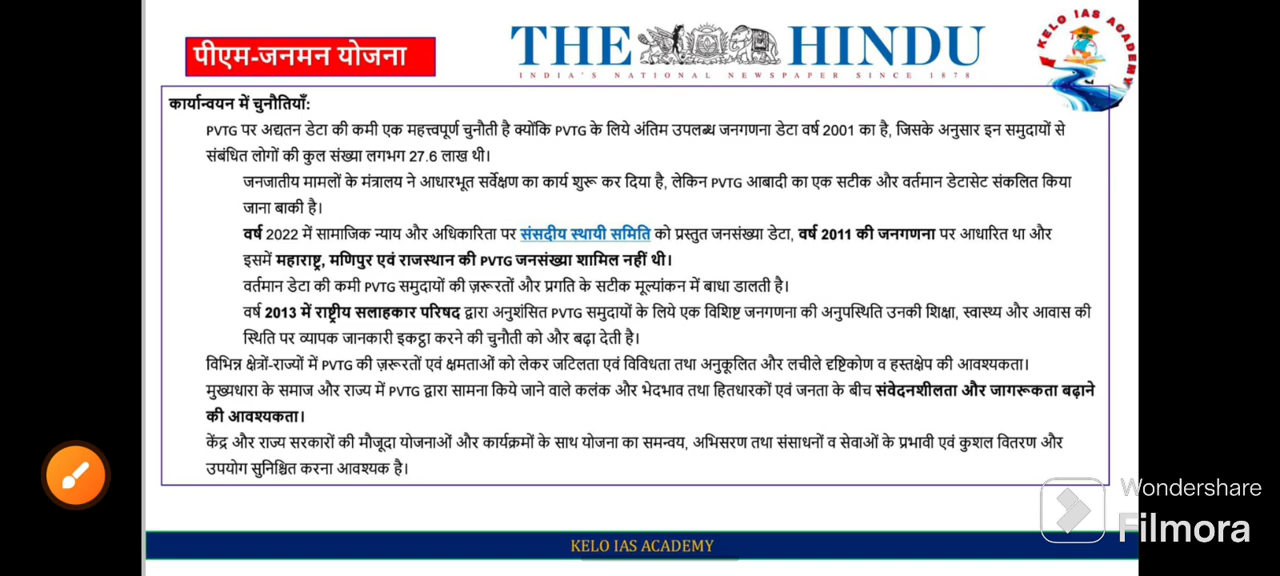 पीएम-जनमन योजना
THE HINDU
INDIA'S NATIONAL NEWSPAPER SINCE 1878
KELO IAS ACADEMY
कार्यान्वयन में चुनौतियाँ:
PVTG पर अद्यतन डेटा की कमी एक महत्त्वपूर्ण चुनौती है क्योंकि PVTG के लिये अंतिम उपलब्ध जनगणना डेटा वर्ष 2001 का है, जिसके अनुसार इन समुदायों से
संबंधित लोगों की कुल संख्या लगभग 27.6 लाख थी।
जनजातीय मामलों के मंत्रालय ने आधारभूत सर्वेक्षण का कार्य शुरू कर दिया है, लेकिन PVTG आबादी का एक सटीक और वर्तमान डेटासेट संकलित किया
जाना बाकी है।
वर्ष 2022 में सामाजिक न्याय और अधिकारिता पर संसदीय स्थायी समिति को प्रस्तुत जनसंख्या डेटा, वर्ष 2011 की जनगणना पर आधारित था और
इसमें महाराष्ट्र, मणिपुर एवं राजस्थान की PVTG जनसंख्या शामिल नहीं थी।
वर्तमान डेटा की कमी PVTG समुदायों की ज़रूरतों और प्रगति के सटीक मूल्यांकन में बाधा डालती है।
वर्ष 2013 में राष्ट्रीय सलाहकार परिषद द्वारा अनुशंसित PVTG समुदायों के लिये एक विशिष्ट जनगणना की अनुपस्थिति उनकी शिक्षा, स्वास्थ्य और आवास की
स्थिति पर व्यापक जानकारी इकट्ठा करने की चुनौती को और बढ़ा देती है।
विभिन्न क्षेत्रों-राज्यों में PVTG की ज़रूरतों एवं क्षमताओं को लेकर जटिलता एवं विविधता तथा अनुकूलित और लचीले दृष्टिकोण व हस्तक्षेप की आवश्यकता।
मुख्यधारा के समाज और राज्य में PVTG द्वारा सामना किये जाने वाले कलंक और भेदभाव तथा हितधारकों एवं जनता के बीच संवेदनशीलता और जागरूकता बढ़ाने
की आवश्यकता।
केंद्र और राज्य सरकारों की मौजूदा योजनाओं और कार्यक्रमों के साथ योजना का समन्वय, अभिसरण तथा संसाधनों व सेवाओं के प्रभावी एवं कुशल वितरण और
उपयोग सुनिश्चित करना आवश्यक है।
Wondershare
Filmora
KELO IAS ACADEMY